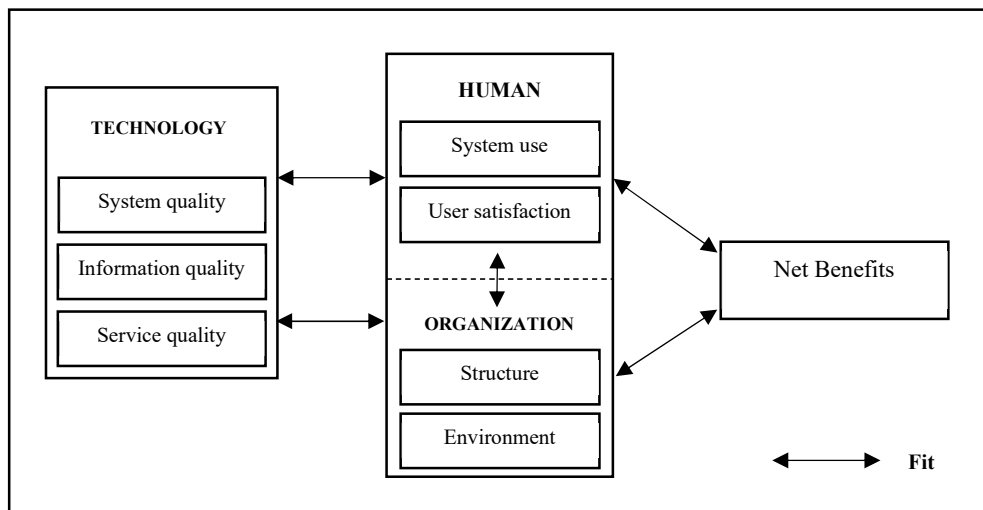 TECHNOLOGY
System quality
Information quality
Service quality
HUMAN
System use
User satisfaction
ORGANIZATION
Structure
Environment
Net Benefits
Fit